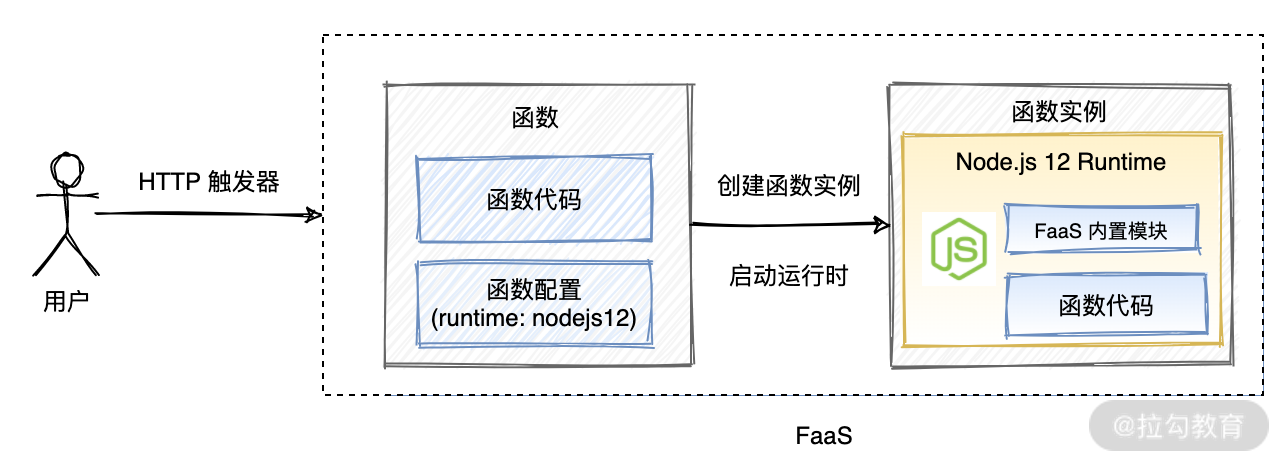 用户
HTTP 触发器
函数
函数代码
函数配置
(runtime: nodejs12)
创建函数实例
启动运行时
函数实例
Node.js 12 Runtime
JS
FaaS 内置模块
函数代码
FaaS
@拉勾教育